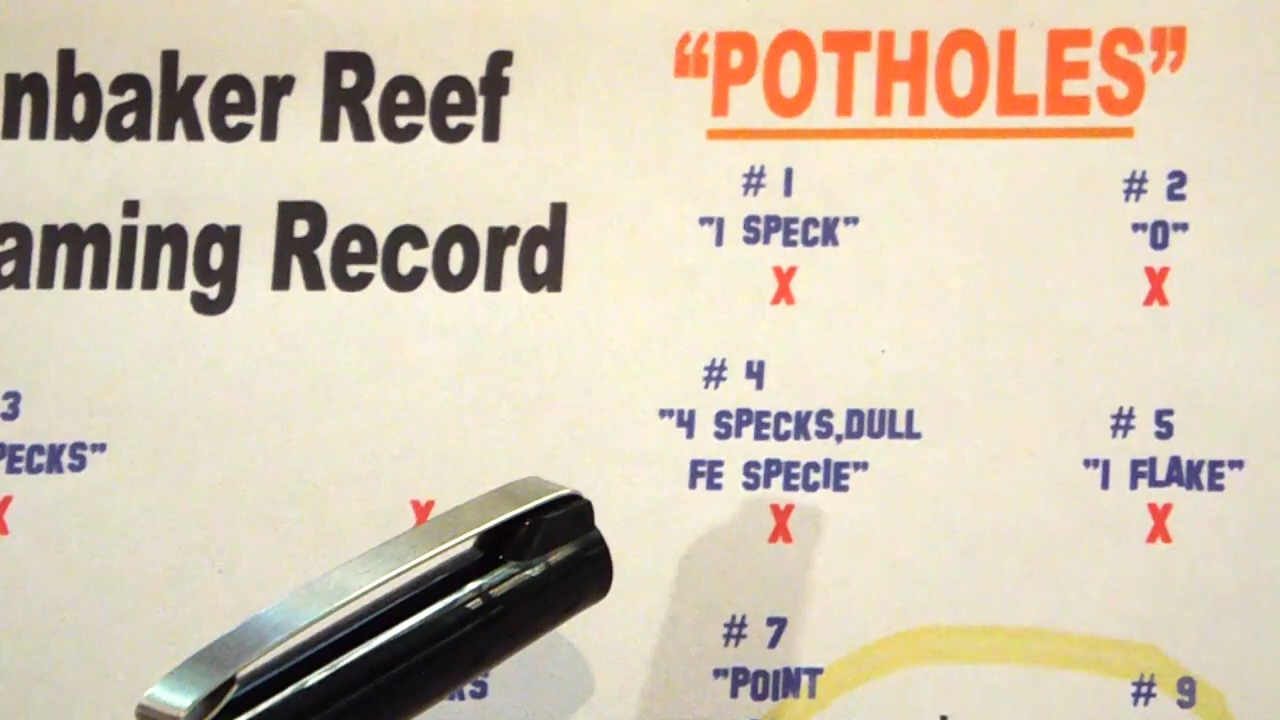 nbaker Reef
aming Record
“POTHOLES”
# 1
"1 SPECK"
X
# 2
"0"
X
3
PECKS"
X
X
# 4
"4 SPECKS,DULL
FE SPECIE"
X
# 5
"1 FLAKE"
X
# 7
"POINT
# 9